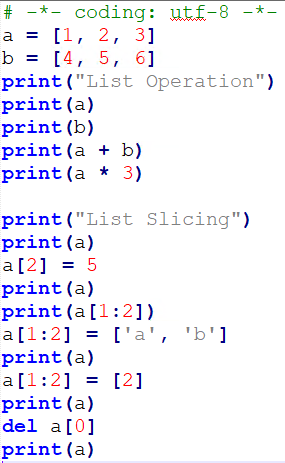 # -*- coding: utf-8 -*-
a = [1, 2, 3]
b = [4, 5, 6]
print("List Operation")
print(a)
print(b)
print(a + b)
print(a * 3)
print("List Slicing")
print(a)
a[2] = 5
print(a)
print(a[1:2])
a[1:2] = ['a', 'b']
print(a)
a[1:2] = [2]
print(a)
del a[0]
print(a)